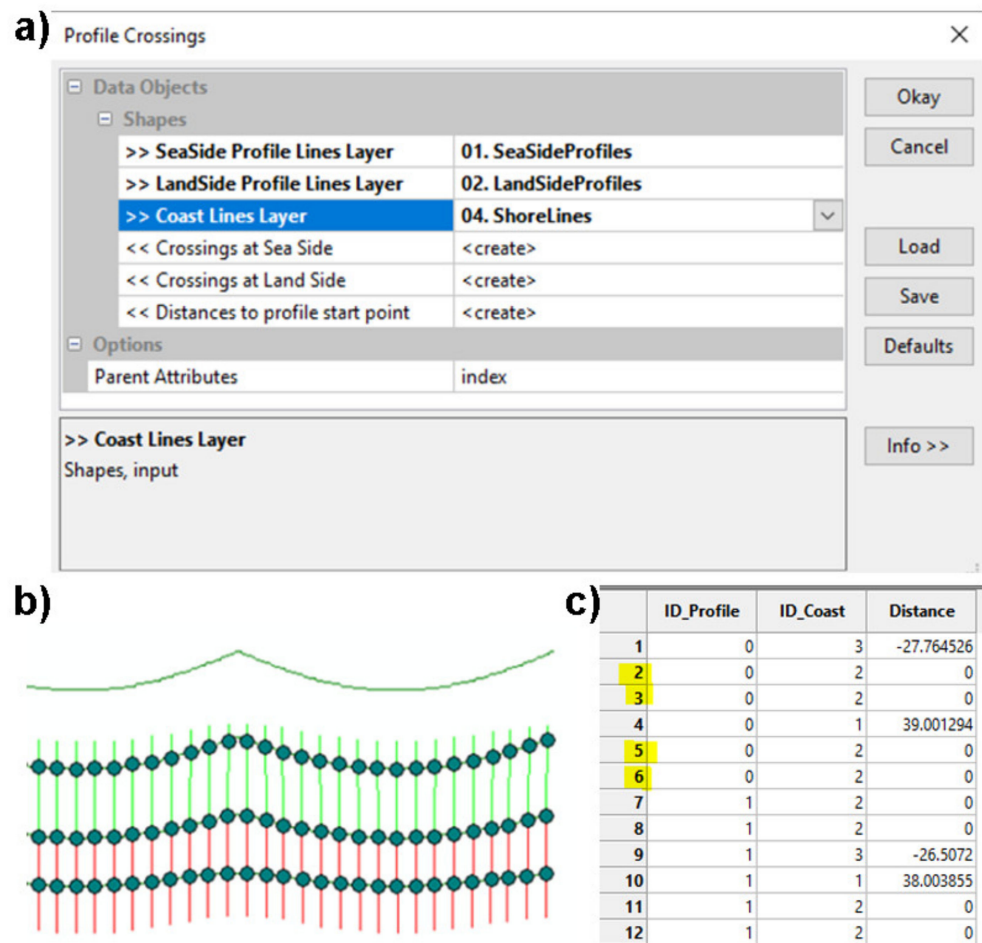 a) Profile Crossings
Data Objects
Okay
Shapes
Cancel
>> SeaSide Profile Lines Layer 01. SeaSideProfiles
>> LandSide Profile Lines Layer 02. LandSideProfiles
>> Coast Lines Layer 04. ShoreLines
<< Crossings at Sea Side <create>
Load
<< Crossings at Land Side <create>
Save
<< Distances to profile start point <create>
Options
Defaults
Parent Attributes index
>> Coast Lines Layer
Info >>
Shapes, input
b)
c)
ID_Profile ID_Coast Distance
1 0 3 -27.764526
2 0 2 0
3 0 2 0
4 0 1 39.001294
5 0 2 0
6 0 2 0
7 1 2 0
8 1 2 0
9 1 3 -26.5072
10 1 1 38.003855
11 1 2 0
12 1 2 0